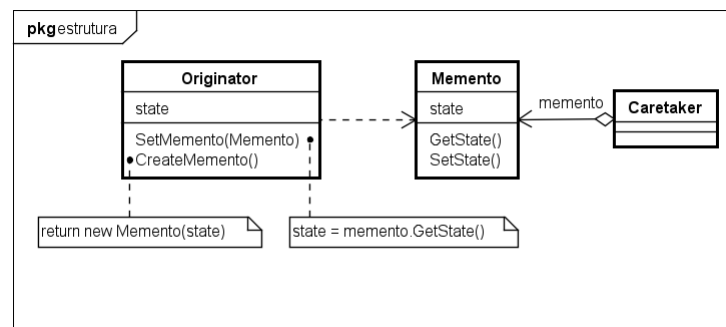 pkg estrutura
Originator
state
SetMemento(Memento)
CreateMemento()
Memento
state
GetState()
SetState()
memento
Caretaker
return new Memento(state)
state = memento.GetState()